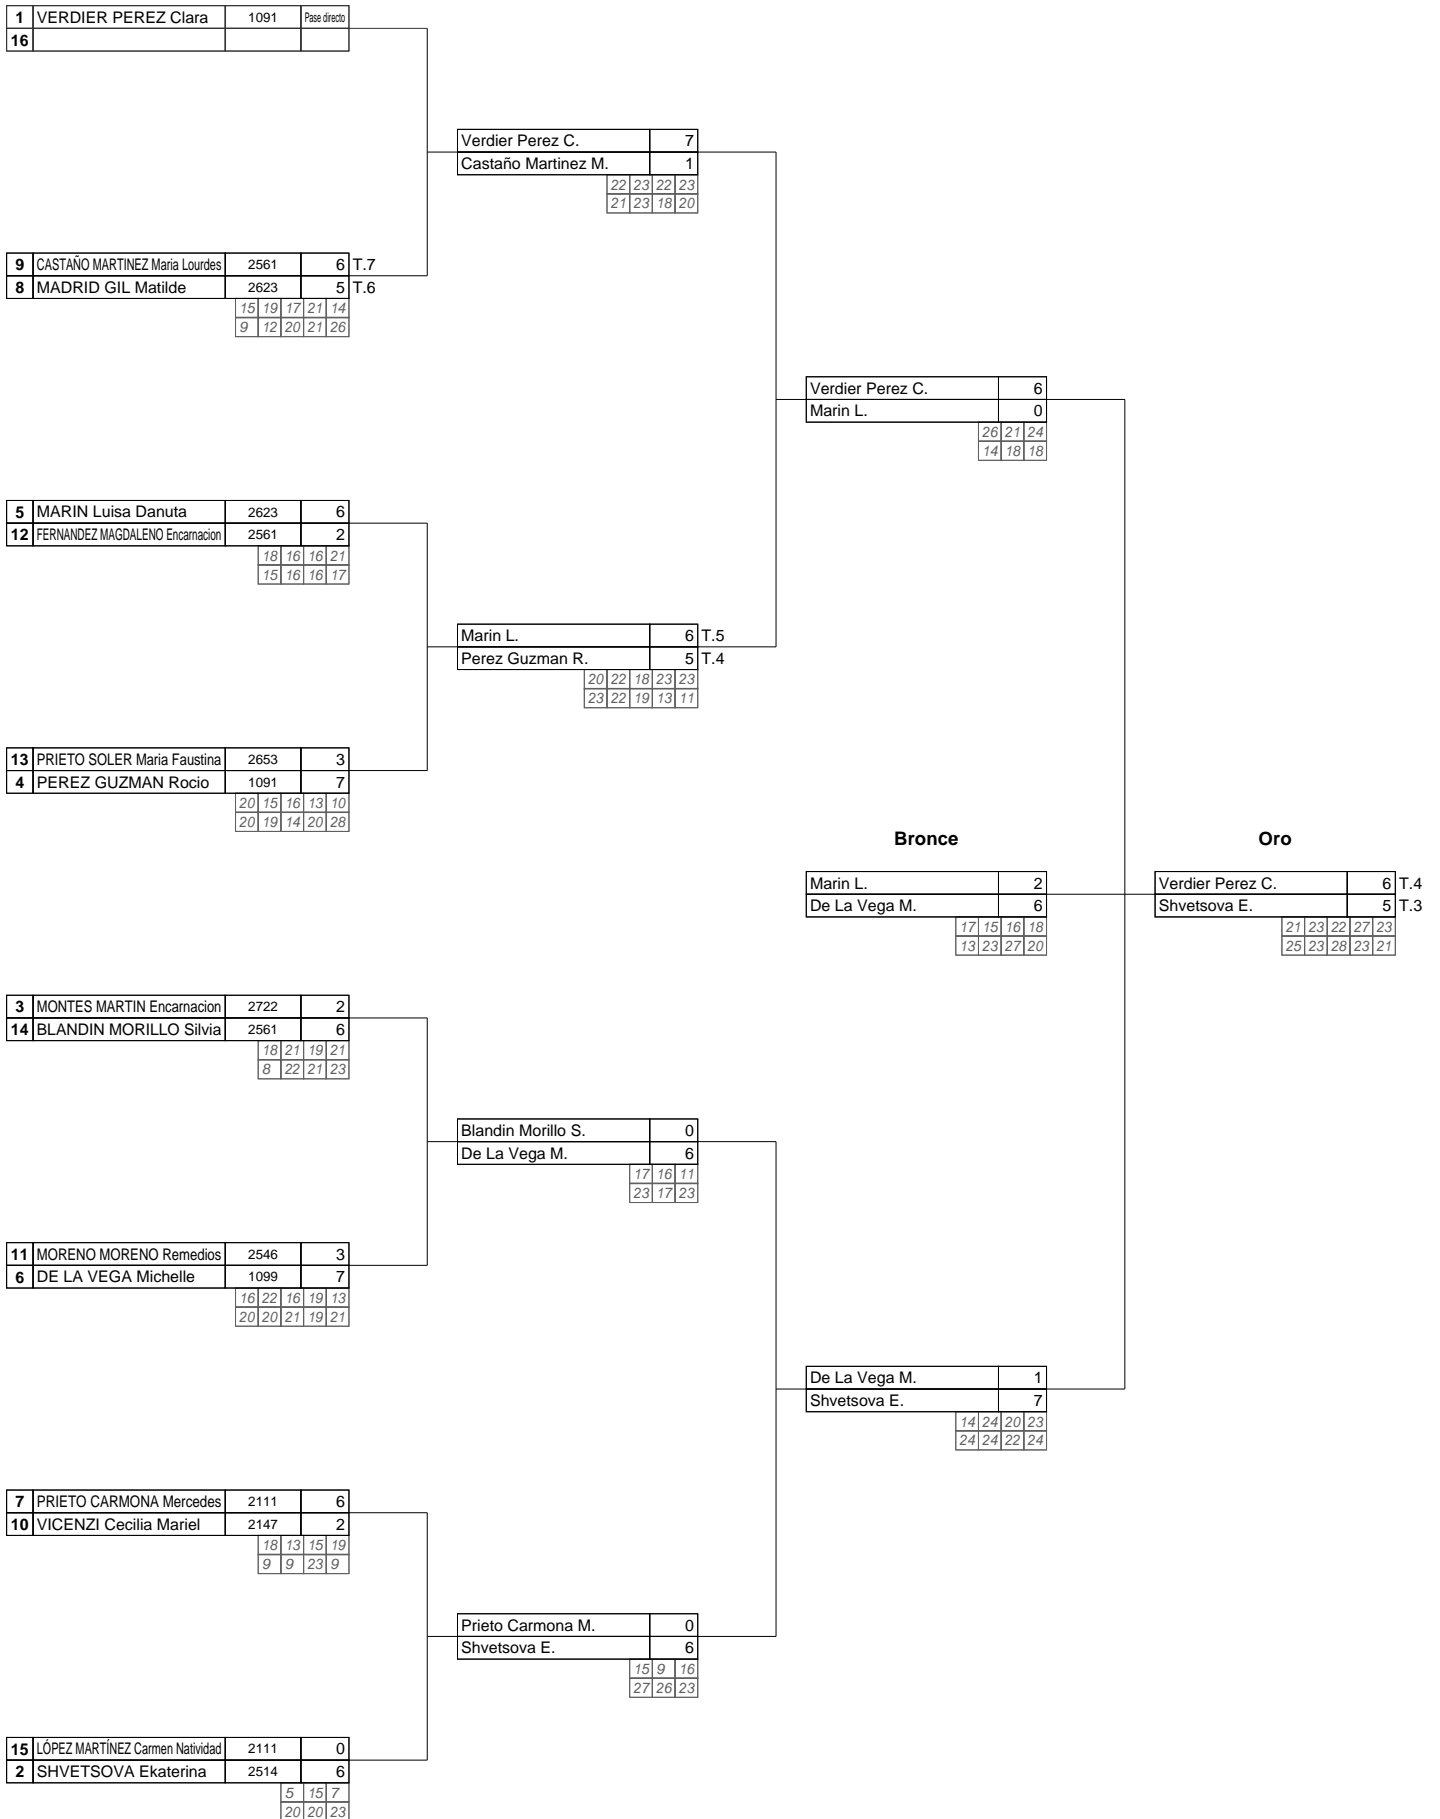 1 VERDIER PEREZ Clara 1091 Pase directo
16
Verdier Perez C. 7
Castaño Martinez M. 1
22 23 22 23
21 23 18 20
9 CASTAÑO MARTINEZ Maria Lourdes 2561 6 T.7
8 MADRID GIL Matilde 2623 5 T.6
15 19 17 21 14
9 12 20 21 26
Verdier Perez C. 6
Marin L. 0
26 21 24
14 18 18
5 MARIN Luisa Danuta 2623 6
12 FERNANDEZ MAGDALENO Encarnacion 2561 2
18 16 16 21
15 16 16 17
Marin L. 6 T.5
Perez Guzman R. 5 T.4
20 22 18 23 23
23 22 19 13 11
13 PRIETO SOLER Maria Faustina 2653 3
4 PEREZ GUZMAN Rocio 1091 7
20 15 16 13 10
20 19 14 20 28
Bronce Oro
Marin L. 2 Verdier Perez C. 6 T.4
De La Vega M. 6 Shvetsova E. 5 T.3
17 15 16 18 21 23 22 27 23
13 23 27 20 25 23 28 23 21
3 MONTES MARTIN Encarnacion 2722 2
14 BLANDIN MORILLO Silvia 2561 6
18 21 19 21
8 22 21 23
Blandin Morillo S. 0
De La Vega M. 6
17 16 11
23 17 23
11 MORENO MORENO Remedios 2546 3
6 DE LA VEGA Michelle 1099 7
16 22 16 19 13
20 20 21 19 21
De La Vega M. 1
Shvetsova E. 7
14 24 20 23
24 24 22 24
7 PRIETO CARMONA Mercedes 2111 6
10 VICENZI Cecilia Mariel 2147 2
18 13 15 19
9 9 23 9
Prieto Carmona M. 0
Shvetsova E. 6
15 9 16
27 26 23
15 LÓPEZ MARTÍNEZ Carmen Natividad 2111 0
2 SHVETSOVA Ekaterina 2514 6
5 15 7
20 20 23